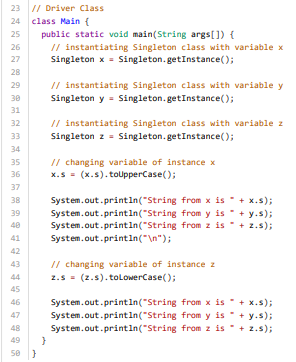 23 // Driver Class
24 class Main {
25 public static void main(String args[]) {
26 // instantiating Singleton class with variable x
27 Singleton x = Singleton.getInstance();
28
29 // instantiating Singleton class with variable y
30 Singleton y = Singleton.getInstance();
31
32 // instantiating Singleton class with variable z
33 Singleton z = Singleton.getInstance();
34
35 // changing variable of instance x
36 x.s = (x.s).toUpperCase();
37
38 System.out.println("String from x is " + x.s);
39 System.out.println("String from y is " + y.s);
40 System.out.println("String from z is " + z.s);
41 System.out.println("\n");
42
43 // changing variable of instance z
44 z.s = (z.s).toLowerCase();
45
46 System.out.println("String from x is " + x.s);
47 System.out.println("String from y is " + y.s);
48 System.out.println("String from z is " + z.s);
49 }
50 }